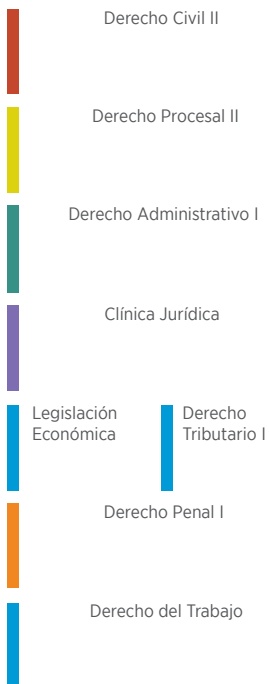 Derecho Civil II
Derecho Procesal II
Derecho Administrativo I
Clínica Jurídica
Legislación
Económica
Derecho
Tributario I
Derecho Penal I
Derecho del Trabajo